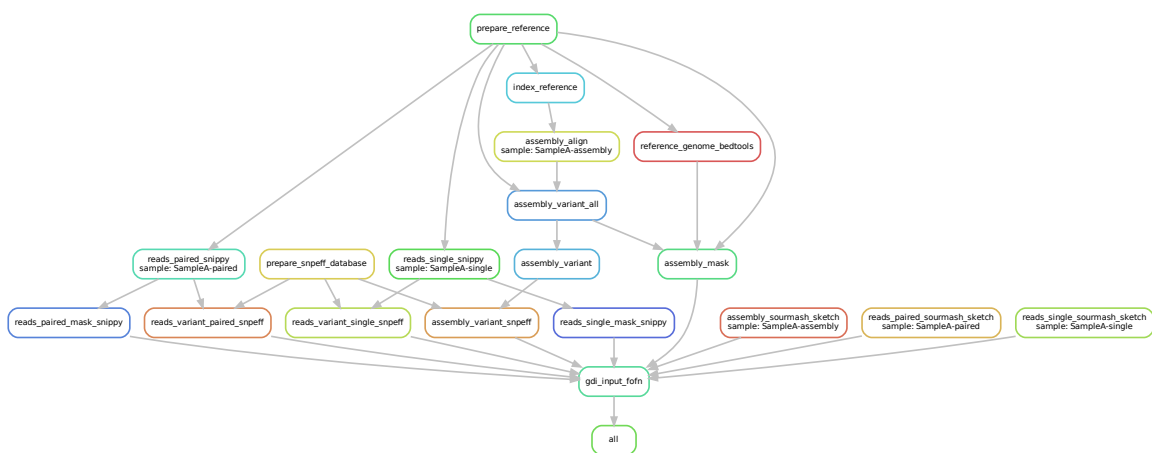 prepare_reference
index_reference
assembly_align
sample: SampleA-assembly
reference_genome_bedtools
assembly_variant_all
reads_paired_snippy
sample: SampleA-paired
prepare_snpeff_database
reads_single_snippy
sample: SampleA-single
assembly_variant
assembly_mask
reads_paired_mask_snippy
reads_variant_paired_snpeff
reads_variant_single_snpeff
assembly_variant_snpeff
reads_single_mask_snippy
assembly_sourmash_sketch
sample: SampleA-assembly
reads_paired_sourmash_sketch
sample: SampleA-paired
reads_single_sourmash_sketch
sample: SampleA-single
gdi_input_fofn
all